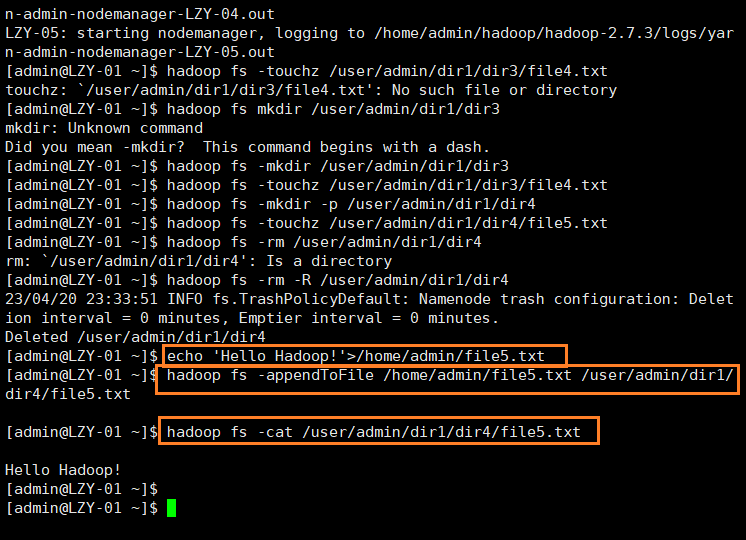 n-admin-nodemanager-LZY-04.out
LZY-05: starting nodemanager, logging to /home/admin/hadoop/hadoop-2.7.3/logs/yar
n-admin-nodemanager-LZY-05.out
[admin@LZY-01 ~]$ hadoop fs -touchz /user/admin/dir1/dir3/file4.txt
touchz: `/user/admin/dir1/dir3/file4.txt': No such file or directory
[admin@LZY-01 ~]$ hadoop fs mkdir /user/admin/dir1/dir3
mkdir: Unknown command
Did you mean -mkdir?  This command begins with a dash.
[admin@LZY-01 ~]$ hadoop fs -mkdir /user/admin/dir1/dir3
[admin@LZY-01 ~]$ hadoop fs -touchz /user/admin/dir1/dir3/file4.txt
[admin@LZY-01 ~]$ hadoop fs -mkdir -p /user/admin/dir1/dir4
[admin@LZY-01 ~]$ hadoop fs -touchz /user/admin/dir1/dir4/file5.txt
[admin@LZY-01 ~]$ hadoop fs -rm /user/admin/dir1/dir4
rm: `/user/admin/dir1/dir4': Is a directory
[admin@LZY-01 ~]$ hadoop fs -rm -R /user/admin/dir1/dir4
23/04/20 23:33:51 INFO fs.TrashPolicyDefault: Namenode trash configuration: Delet
ion interval = 0 minutes, Emptier interval = 0 minutes.
Deleted /user/admin/dir1/dir4
[admin@LZY-01 ~]$ echo 'Hello Hadoop!'>/home/admin/file5.txt
[admin@LZY-01 ~]$ hadoop fs -appendToFile /home/admin/file5.txt /user/admin/dir1/
dir4/file5.txt
[admin@LZY-01 ~]$ hadoop fs -cat /user/admin/dir1/dir4/file5.txt
Hello Hadoop!
[admin@LZY-01 ~]$
[admin@LZY-01 ~]$